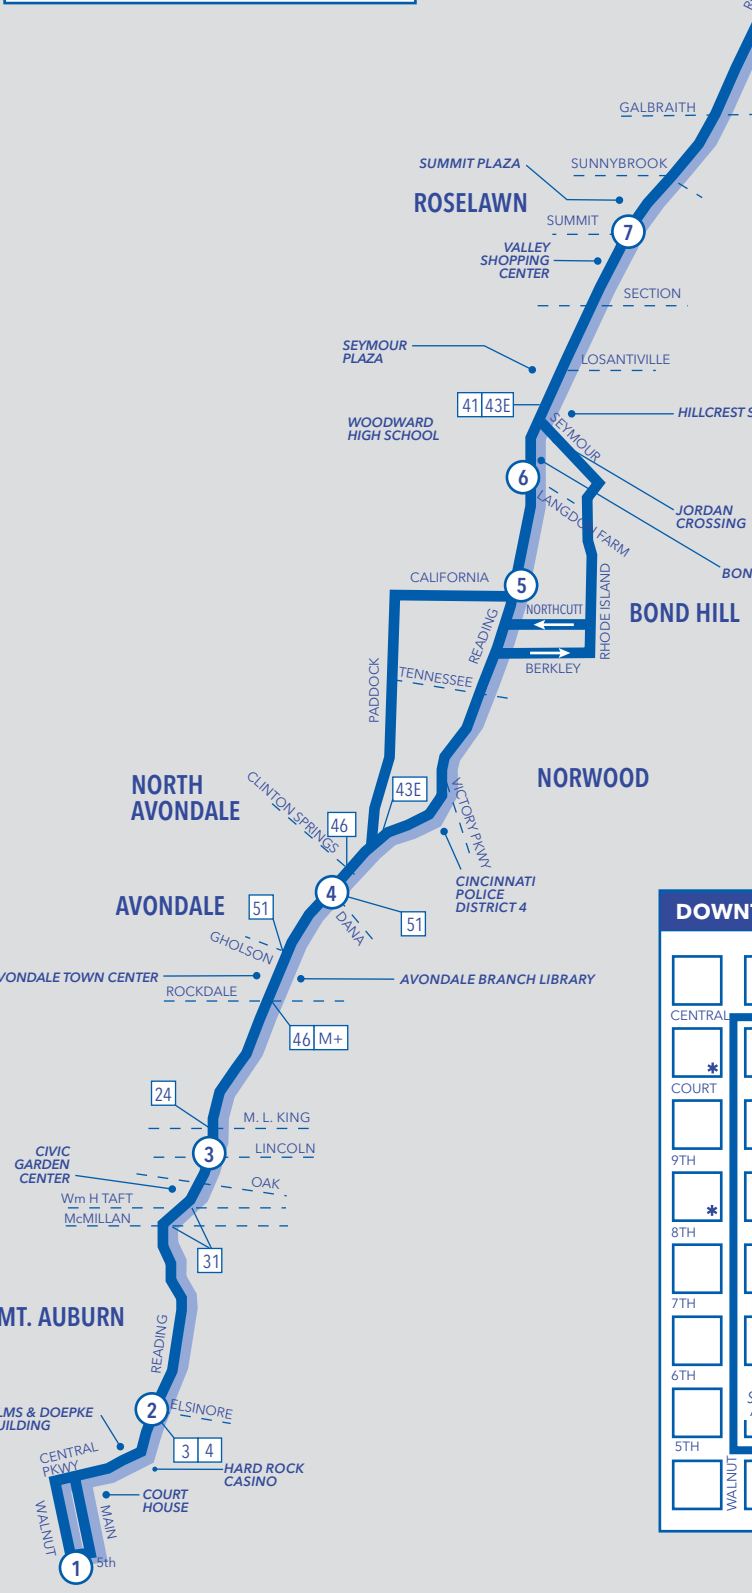 GALBRAITH
SUMMIT PLAZA
SUNNYBROOK
ROSELAWN
SUMMIT
7
VALLEY
SHOPPING
CENTER
SECTION
SEYMOUR
PLAZA
LOSANTIVILLE
41 43E
HILLCREST
WOODWARD
HIGH SCHOOL
SEYMOUR
6
LANGDON FARM
JORDAN
CROSSING
BON
CALIFORNIA
5
NORTHCUTT
BOND HILL
READING
RHODE ISLAND
BERKLEY
TENNESSEE
PADDOCK
NORWOOD
NORTH
AVONDALE
CLINTON SPRINGS
43E
VICTORY PKWY
46
CINCINNATI
POLICE
DISTRICT 4
4
AVONDALE
51
51
DANA
GHOLSON
VONDALE TOWN CENTER
AVONDALE BRANCH LIBRARY
ROCKDALE
46 M+
24
M. L. KING
3
LINCOLN
CIVIC
GARDEN
CENTER
OAK
Wm H TAFT
McMILLAN
31
MT. AUBURN
READING
2
ELSINORE
LMS & DOEPKE
UILDING
3 4
CENTRAL
PKWY
HARD ROCK
CASINO
COURT
HOUSE
WALNUT
MAIN
1
5th
DOWNT
CENTRAL
*
COURT
9TH
*
8TH
7TH
6TH
5TH
WALNUT